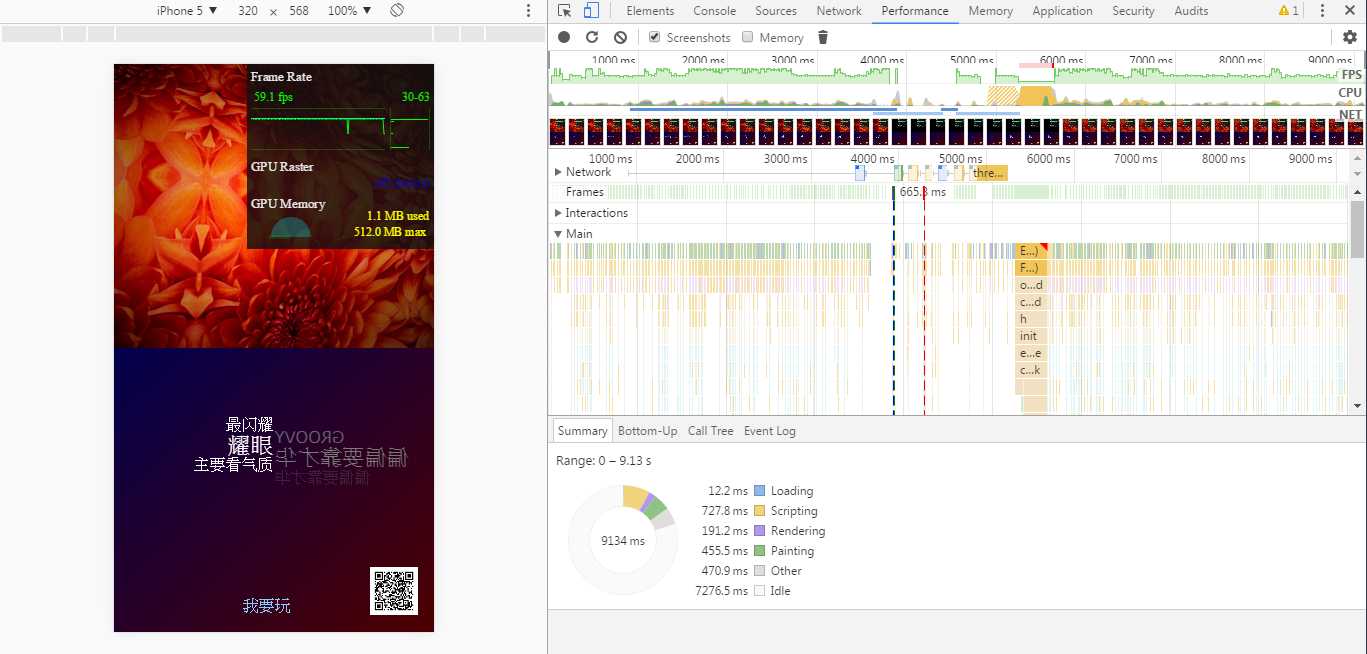 iPhone 5 ▼ 320 × 568 100% ▼
Elements Console Sources Network Performance Memory Application Security Audits 1
Screenshots Memory
1000 ms 2000 ms 3000 ms 4000 ms 5000 ms 6000 ms 7000 ms 8000 ms 9000 ms
FPS
CPU
NET
1000 ms 2000 ms 3000 ms 4000 ms 5000 ms 6000 ms 7000 ms 8000 ms 9000 ms
Network thre...
Frames 665.3 ms
Interactions
Main
E...)
F...)
o...d
c...d
h
init
e...e
c...k
Summary Bottom-Up Call Tree Event Log
Range: 0 – 9.13 s
9134 ms
12.2 ms Loading
727.8 ms Scripting
191.2 ms Rendering
455.5 ms Painting
470.9 ms Other
7276.5 ms Idle
Frame Rate
59.1 fps 30-63
GPU Raster
GPU Memory
1.1 MB used
512.0 MB max
最闪耀
耀眼
主要看气质
GROOVY
偏偏要靠才华
偏偏要靠才华
我要玩